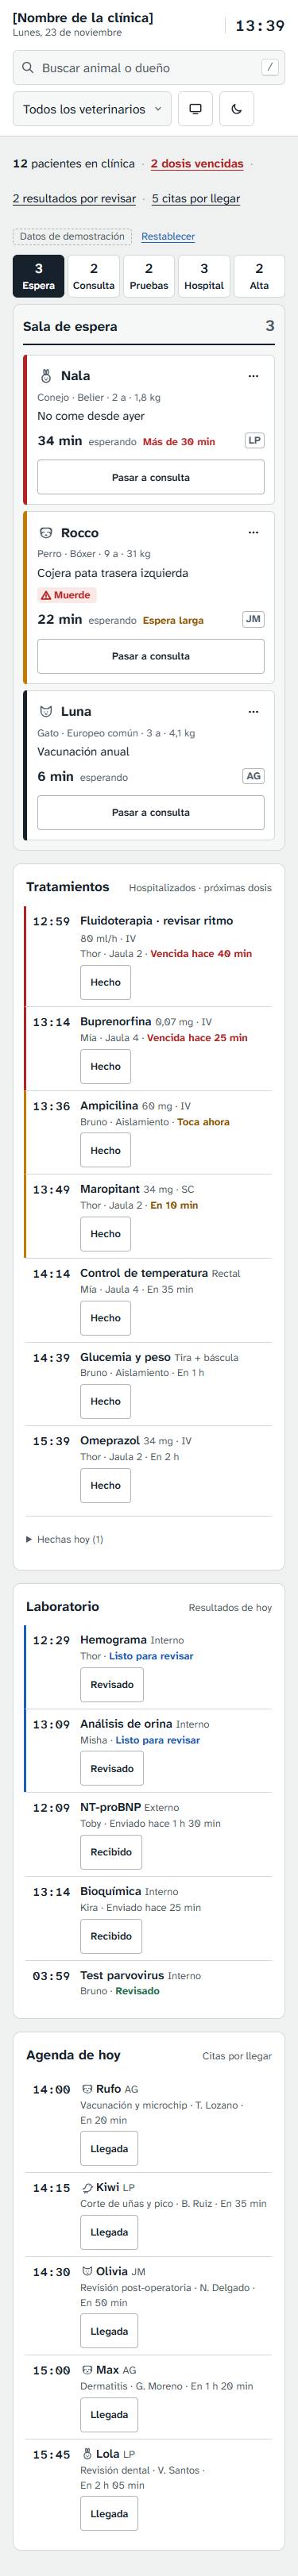 [Nombre de la clínica]
Lunes, 23 de noviembre
13:39
Buscar animal o dueño /
Todos los veterinarios
12 pacientes en clínica · 2 dosis vencidas ·
2 resultados por revisar · 5 citas por llegar
Datos de demostración Restablecer
3 2 2 3 2
Espera Consulta Pruebas Hospital Alta
Sala de espera 3
Nala ···
Conejo · Belier · 2 a · 1,8 kg
No come desde ayer
34 min esperando Más de 30 min LP
Pasar a consulta
Rocco ···
Perro · Bóxer · 9 a · 31 kg
Cojera pata trasera izquierda
Muerde
22 min esperando Espera larga JM
Pasar a consulta
Luna ···
Gato · Europeo común · 3 a · 4,1 kg
Vacunación anual
6 min esperando AG
Pasar a consulta
Tratamientos Hospitalizados · próximas dosis
12:59 Fluidoterapia · revisar ritmo
80 ml/h · IV
Thor · Jaula 2 · Vencida hace 40 min
Hecho
13:14 Buprenorfina 0,07 mg · IV
Mía · Jaula 4 · Vencida hace 25 min
Hecho
13:36 Ampicilina 60 mg · IV
Bruno · Aislamiento · Toca ahora
Hecho
13:49 Maropitant 34 mg · SC
Thor · Jaula 2 · En 10 min
Hecho
14:14 Control de temperatura Rectal
Mía · Jaula 4 · En 35 min
Hecho
14:39 Glucemia y peso Tira + báscula
Bruno · Aislamiento · En 1 h
Hecho
15:39 Omeprazol 34 mg · IV
Thor · Jaula 2 · En 2 h
Hecho
Hechas hoy (1)
Laboratorio Resultados de hoy
12:29 Hemograma Interno
Thor · Listo para revisar
Revisado
13:09 Análisis de orina Interno
Misha · Listo para revisar
Revisado
12:09 NT-proBNP Externo
Toby · Enviado hace 1 h 30 min
Recibido
13:14 Bioquímica Interno
Kira · Enviado hace 25 min
Recibido
03:59 Test parvovirus Interno
Bruno · Revisado
Agenda de hoy Citas por llegar
14:00 Rufo AG
Vacunación y microchip · T. Lozano ·
En 20 min
Llegada
14:15 Kiwi LP
Corte de uñas y pico · B. Ruiz · En 35 min
Llegada
14:30 Olivia JM
Revisión post-operatoria · N. Delgado ·
En 50 min
Llegada
15:00 Max AG
Dermatitis · G. Moreno · En 1 h 20 min
Llegada
15:45 Lola LP
Revisión dental · V. Santos ·
En 2 h 05 min
Llegada